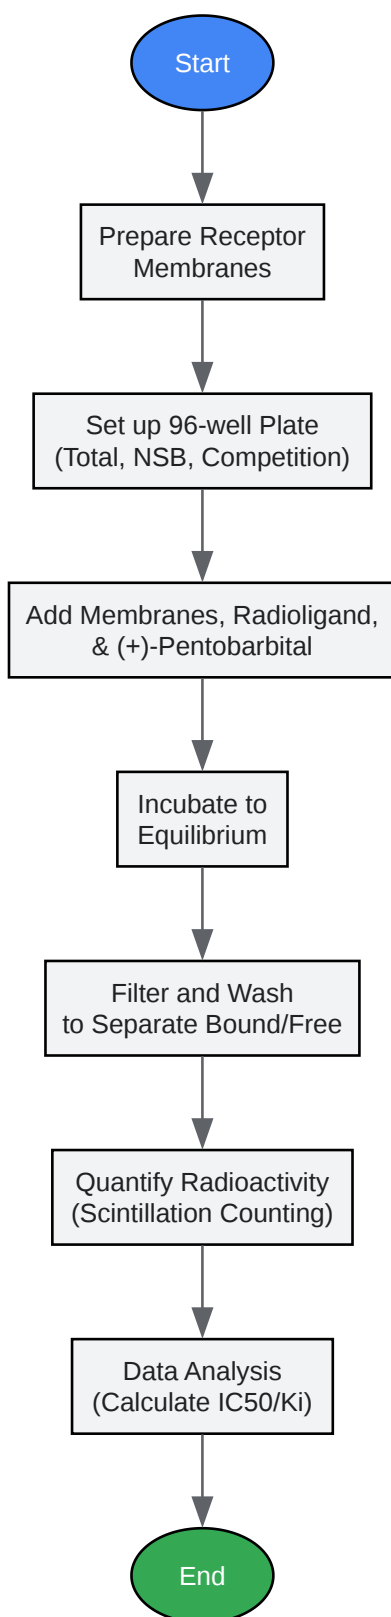 Start
Prepare Receptor
Membranes
Set up 96-well Plate
(Total, NSB, Competition)
Add Membranes, Radioligand,
& (+)-Pentobarbital
Incubate to
Equilibrium
Filter and Wash
to Separate Bound/Free
Quantify Radioactivity
(Scintillation Counting)
Data Analysis
(Calculate IC50/Ki)
End